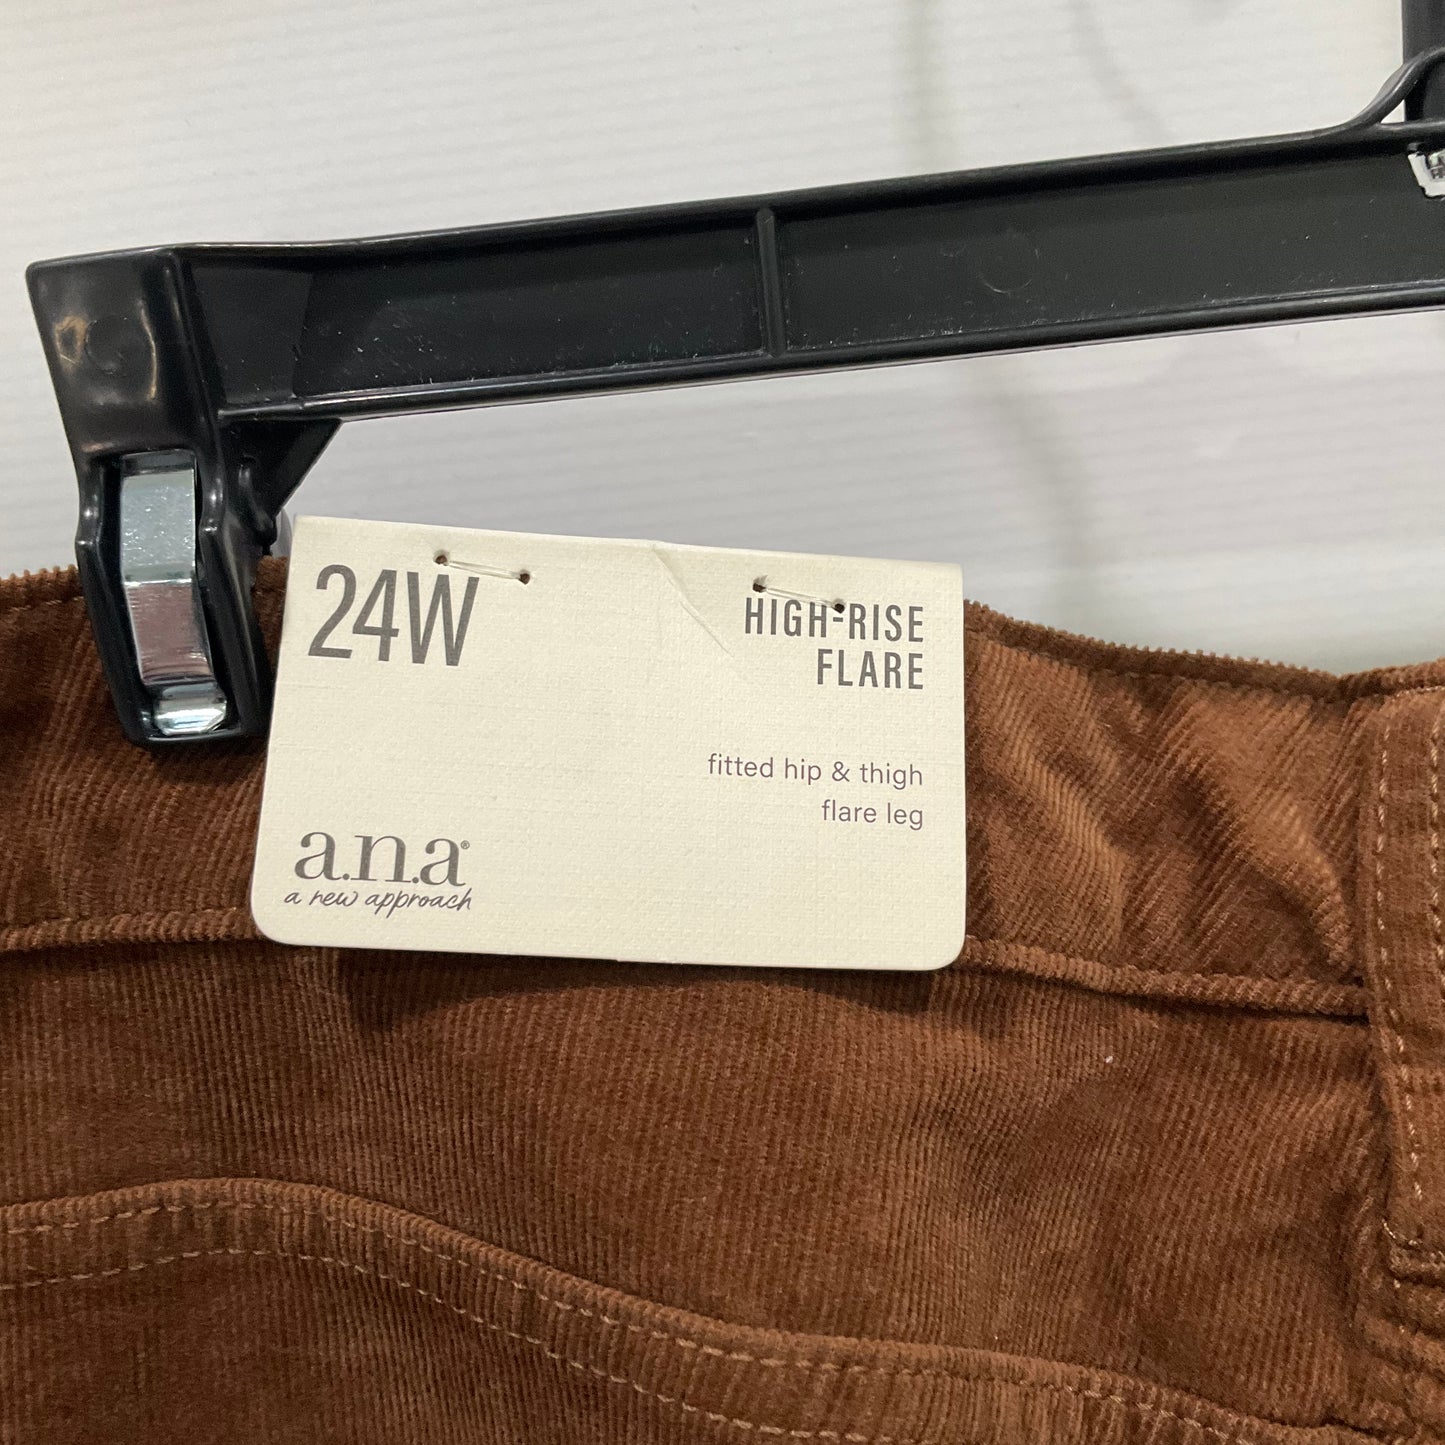 24W
HIGH-RISE
FLARE
fitted hip & thigh
flare leg
a.n.a®
a new approach